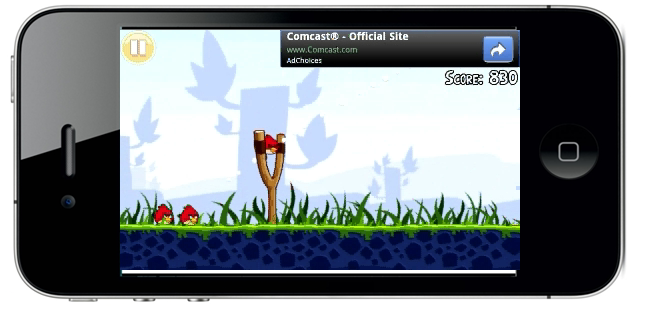 Comcast® - Official Site
www.Comcast.com
AdChoices
SCORE: 830